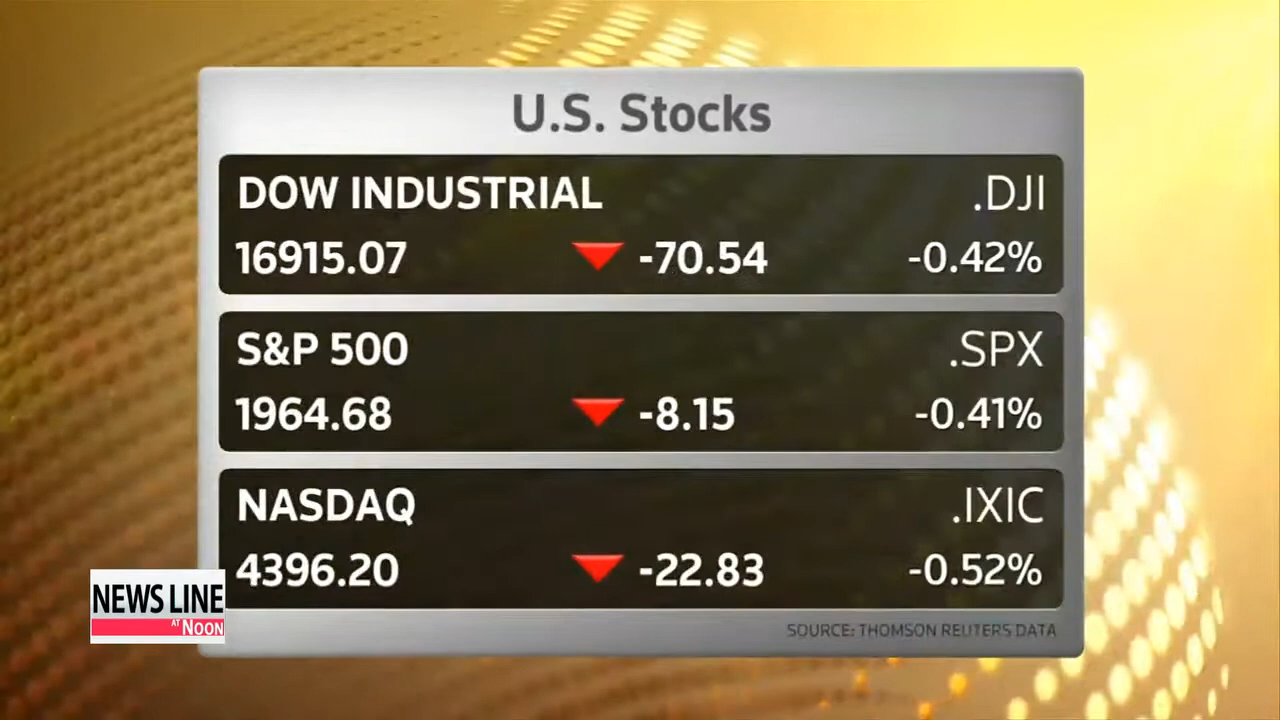 U.S. Stocks
DOW INDUSTRIAL .DJI
16915.07 -70.54 -0.42%
S&P 500 .SPX
1964.68 -8.15 -0.41%
NASDAQ .IXIC
4396.20 -22.83 -0.52%
NEWS LINE
AT NOON
SOURCE: THOMSON REUTERS DATA